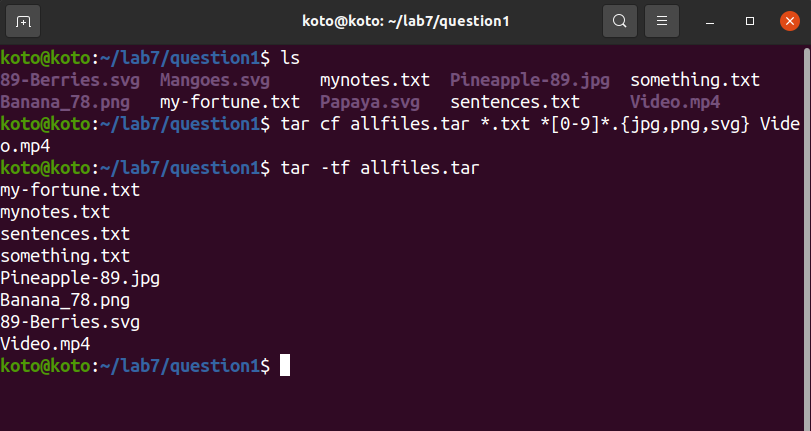 koto@koto: ~/lab7/question1
koto@koto:~/lab7/question1$ ls
89-Berries.svg  Mangoes.svg     mynotes.txt  Pineapple-89.jpg  something.txt
Banana_78.png   my-fortune.txt  Papaya.svg   sentences.txt     Video.mp4
koto@koto:~/lab7/question1$ tar cf allfiles.tar *.txt *[0-9]*.{jpg,png,svg} Vide
o.mp4
koto@koto:~/lab7/question1$ tar -tf allfiles.tar
my-fortune.txt
mynotes.txt
sentences.txt
something.txt
Pineapple-89.jpg
Banana_78.png
89-Berries.svg
Video.mp4
koto@koto:~/lab7/question1$